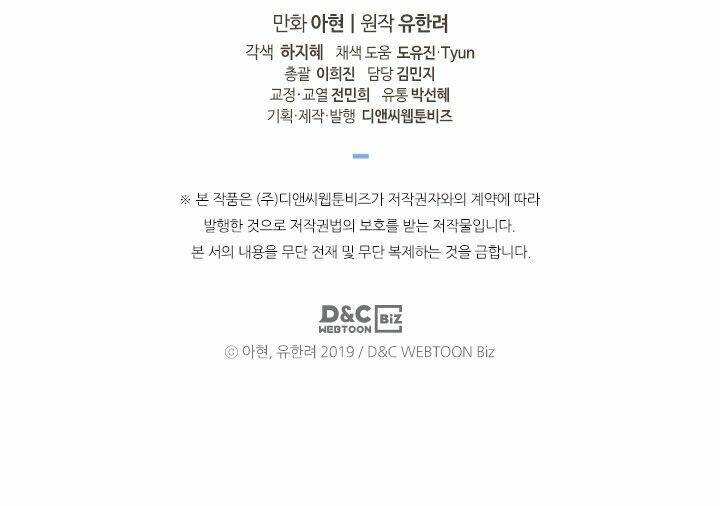 만화 아현 | 원작 유한려
각색 하지혜 채색 도움 도유진·Tyun
총괄 이희진 담당 김민지
교정·교열 전민희 유통 박선혜
기획·제작·발행 디앤씨웹툰비즈
※ 본 작품은 (주)디앤씨웹툰비즈가 저작권자와의 계약에 따라
발행한 것으로 저작권법의 보호를 받는 저작물입니다.
본 서의 내용을 무단 전재 및 무단 복제하는 것을 금합니다.
D&C
WEBTOON BiZ
ⓒ 아현, 유한려 2019 / D&C WEBTOON Biz